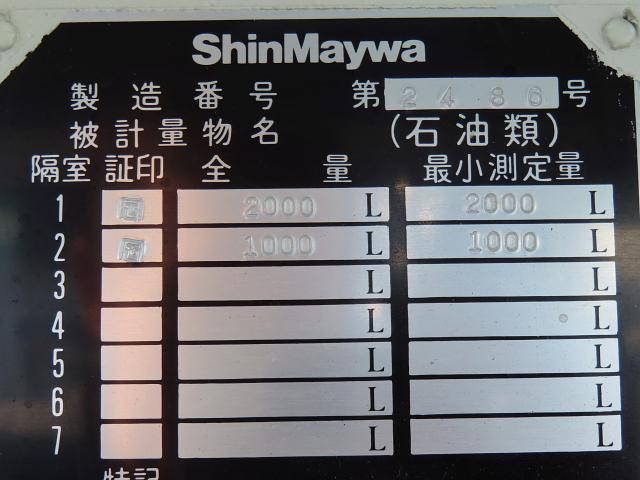 ShinMaywa
製造番号 第2486号
被計量物名 (石油類)
隔室 証印 全量 最小測定量
1 2000 L 2000 L
2 1000 L 1000 L
3 L L
4 L L
5 L L
6 L L
7 L L
特記